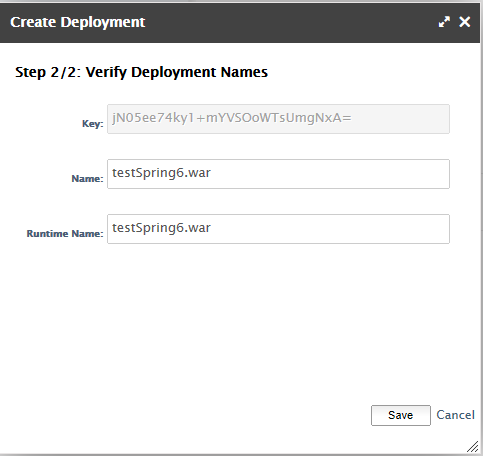 Create Deployment
Step 2/2: Verify Deployment Names
Key: jN05ee74ky1+mYVSOoWTsUmgNxA=
Name: testSpring6.war
Runtime Name: testSpring6.war
Save Cancel